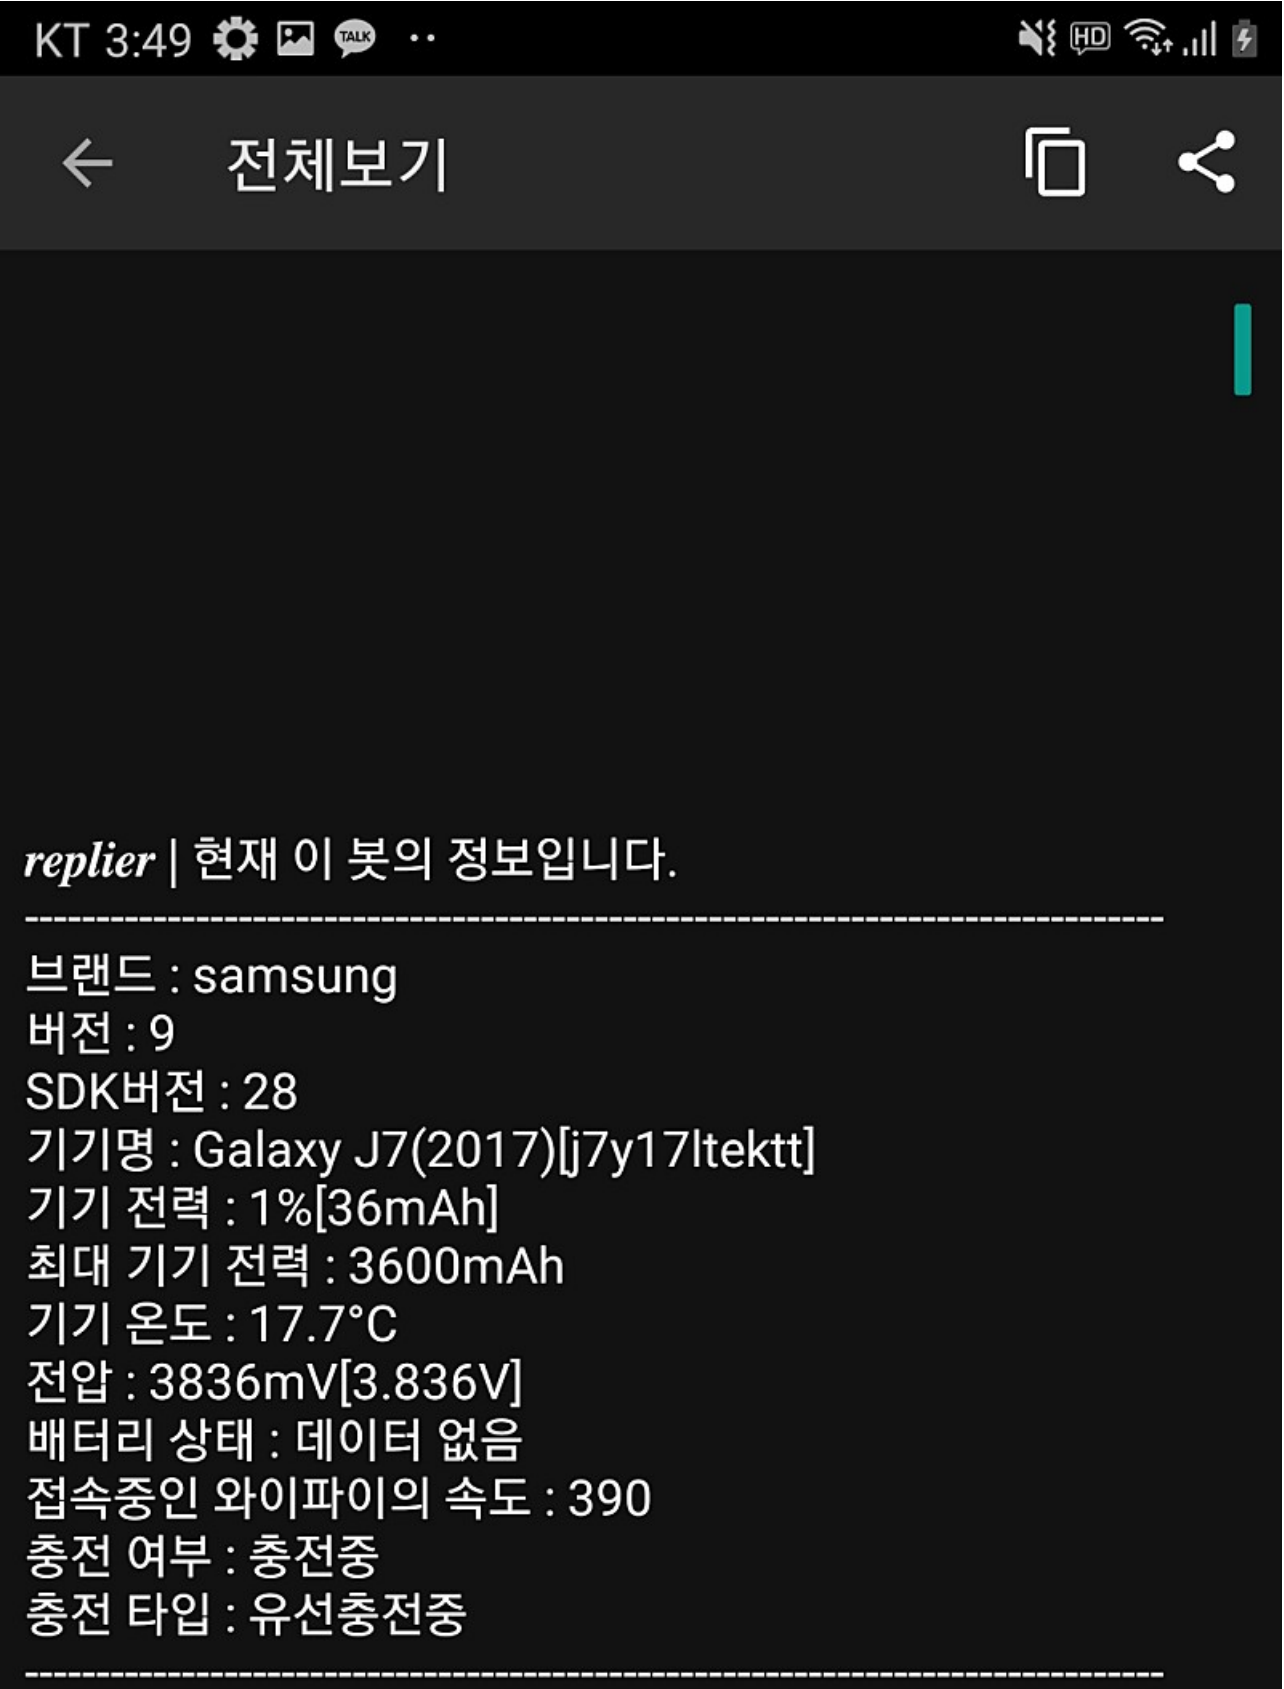 KT 3:49 TALK HD
전체보기
replier | 현재 이 봇의 정보입니다.
--------------------------------------------------------------------------------
브랜드 : samsung
버전 : 9
SDK버전 : 28
기기명 : Galaxy J7(2017)[j7y17ltektt]
기기 전력 : 1%[36mAh]
최대 기기 전력 : 3600mAh
기기 온도 : 17.7°C
전압 : 3836mV[3.836V]
배터리 상태 : 데이터 없음
접속중인 와이파이의 속도 : 390
충전 여부 : 충전중
충전 타입 : 유선충전중
--------------------------------------------------------------------------------